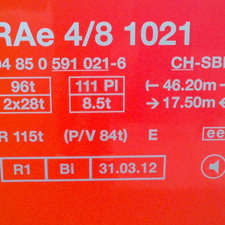 RAe 4/8 1021
94 85 0 591 021-6 CH-SBB
96t 111 Pl ⊢ 46.20m
2x28t 8.5t → 17.50m ←
R 115t (P/V 84t) E ee
R1 Bi 31.03.12